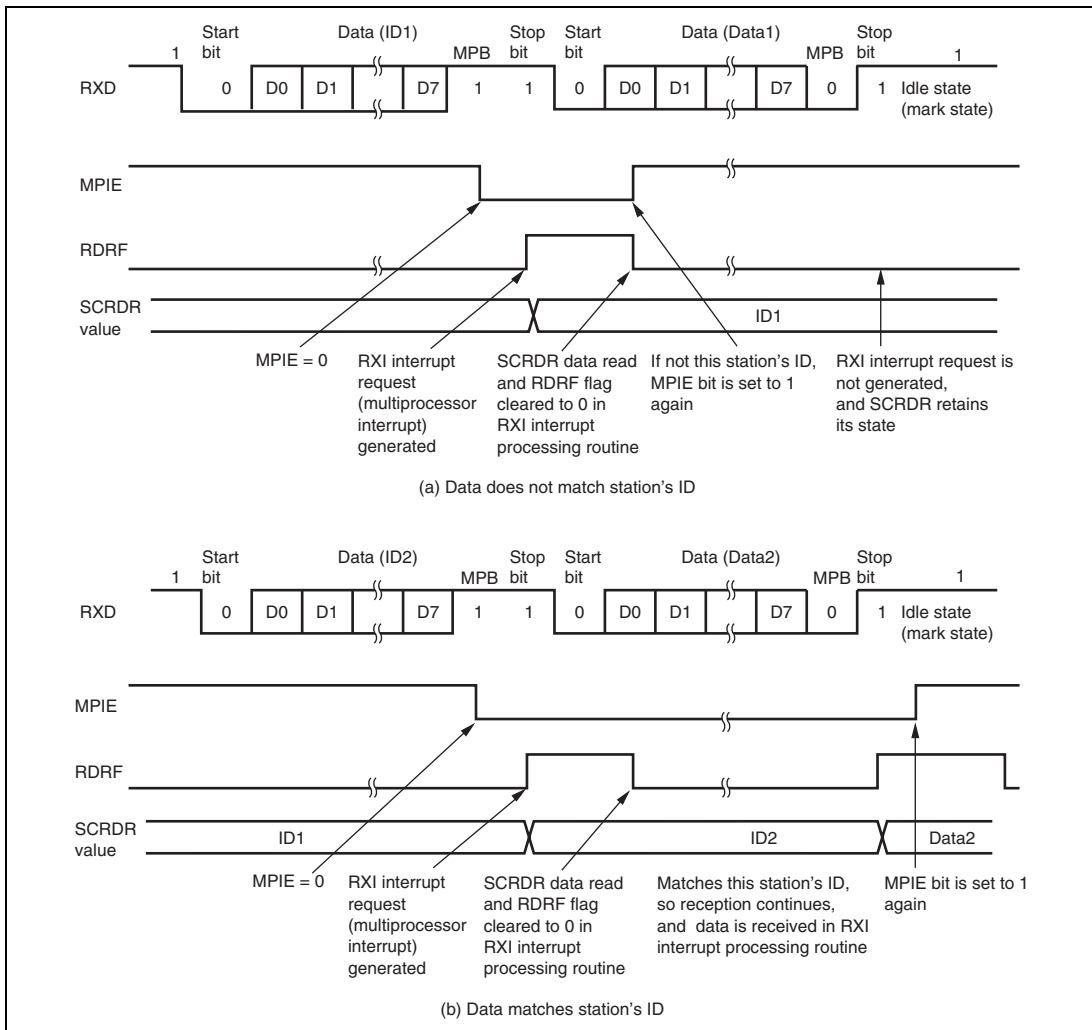 Start bit
Data (ID1)
MPB
Stop bit
Start bit
Data (Data1)
MPB
Stop bit
1
1
RXD
0
D0
D1
D7
1
1
0
D0
D1
D7
0
1
Idle state
(mark state)
MPIE
RDRF
SCRDR
value
ID1
MPIE = 0
RXI interrupt
request
(multiprocessor
interrupt)
generated
SCRDR data read
and RDRF flag
cleared to 0 in
RXI interrupt
processing routine
If not this station's ID,
MPIE bit is set to 1
again
RXI interrupt request is
not generated,
and SCRDR retains
its state
(a) Data does not match station's ID
Start bit
Data (ID2)
MPB
Stop bit
Start bit
Data (Data2)
MPB
Stop bit
1
1
RXD
0
D0
D1
D7
1
1
0
D0
D1
D7
0
1
Idle state
(mark state)
MPIE
RDRF
SCRDR
value
ID1
ID2
Data2
MPIE = 0
RXI interrupt
request
(multiprocessor
interrupt)
generated
SCRDR data read
and RDRF flag
cleared to 0 in
RXI interrupt
processing routine
Matches this station's ID,
so reception continues,
and data is received in RXI
interrupt processing routine
MPIE bit is set to 1
again
(b) Data matches station's ID